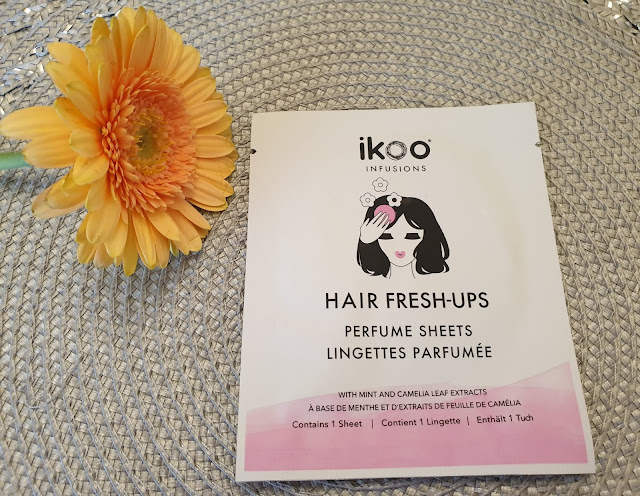 ikoo®
INFUSIONS
HAIR FRESH-UPS
PERFUME SHEETS
LINGETTES PARFUMÉE
WITH MINT AND CAMELIA LEAF EXTRACTS
À BASE DE MENTHE ET D'EXTRAITS DE FEUILLE DE CAMÉLIA
Contains 1 Sheet | Contient 1 Lingette | Enthält 1 Tuch